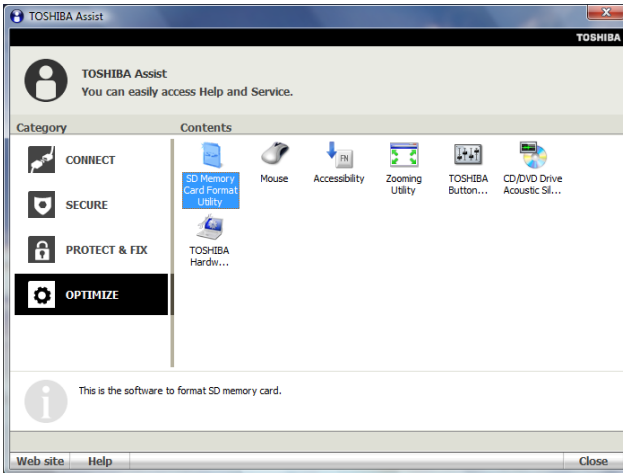 TOSHIBA Assist
TOSHIBA
TOSHIBA Assist
You can easily access Help and Service.
Category
Contents
CONNECT
SECURE
PROTECT & FIX
OPTIMIZE
SD Memory
Card Format
Utility
Mouse
FN
Accessibility
Zooming
Utility
TOSHIBA
Button...
CD/DVD Drive
Acoustic Sil...
TOSHIBA
Hardw...
This is the software to format SD memory card.
Web site
Help
Close